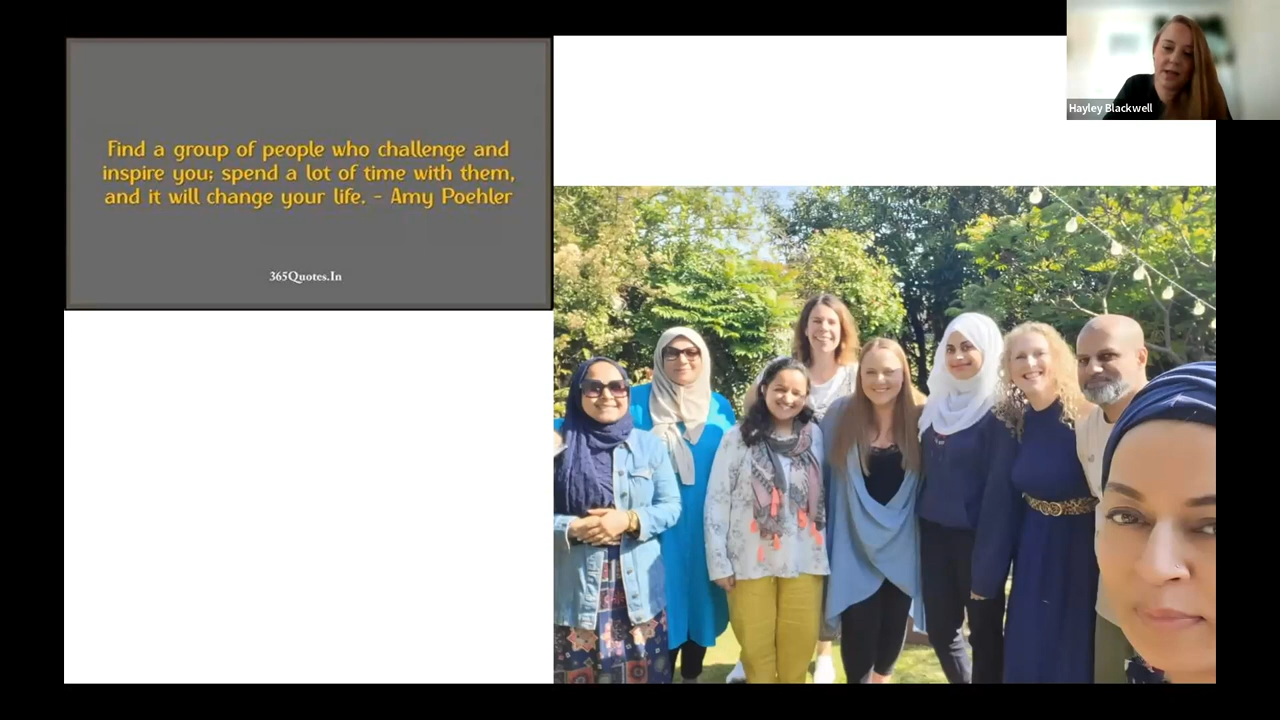 Find a group of people who challenge and
inspire you; spend a lot of time with them,
and it will change your life. - Amy Poehler
365Quotes.In
Hayley Blackwell